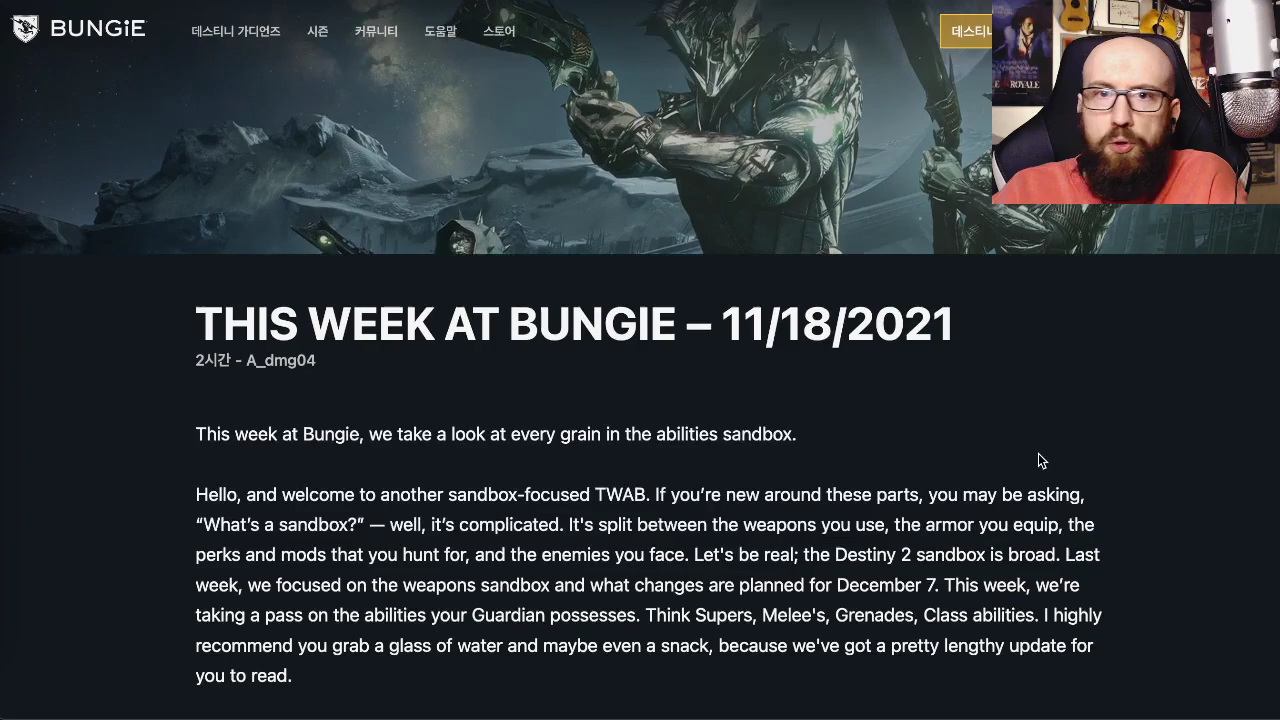 BUNGiE
데스티니 가디언즈 시즌 커뮤니티 도움말 스토어
데스티니
ROYALE
THIS WEEK AT BUNGIE – 11/18/2021
2시간 - A_dmg04
This week at Bungie, we take a look at every grain in the abilities sandbox.
Hello, and welcome to another sandbox-focused TWAB. If you’re new around these parts, you may be asking,
“What’s a sandbox?” — well, it’s complicated. It's split between the weapons you use, the armor you equip, the
perks and mods that you hunt for, and the enemies you face. Let's be real; the Destiny 2 sandbox is broad. Last
week, we focused on the weapons sandbox and what changes are planned for December 7. This week, we’re
taking a pass on the abilities your Guardian possesses. Think Supers, Melee's, Grenades, Class abilities. I highly
recommend you grab a glass of water and maybe even a snack, because we've got a pretty lengthy update for
you to read.